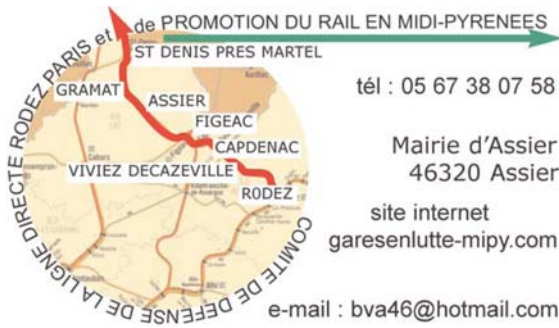 COMITE DE DEFENSE DE LA LIGNE DIRECTE RODEZ PARIS et de PROMOTION DU RAIL EN MIDI-PYRENEES
ST DENIS PRES MARTEL
GRAMAT
ASSIER
FIGEAC
CAPDENAC
VIVIEZ DECAZEVILLE
RODEZ
tél : 05 67 38 07 58
Mairie d'Assier
46320 Assier
site internet
garesenlutte-mipy.com
e-mail : bva46@hotmail.com